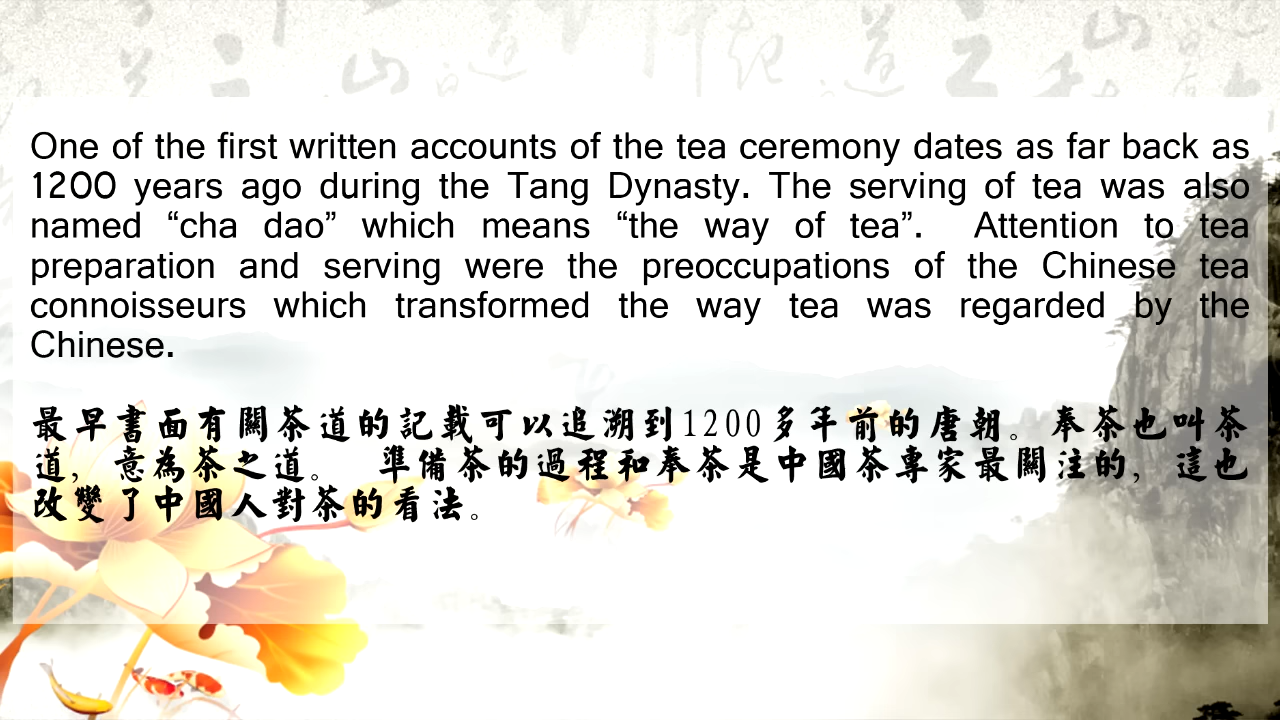 One of the first written accounts of the tea ceremony dates as far back as
1200 years ago during the Tang Dynasty. The serving of tea was also
named “cha dao” which means “the way of tea”. Attention to tea
preparation and serving were the preoccupations of the Chinese tea
connoisseurs which transformed the way tea was regarded by the
Chinese.
最早書面有關茶道的記載可以追溯到1200多年前的唐朝。奉茶也叫茶
道，意為茶之道。 準備茶的過程和奉茶是中國茶專家最關注的，這也
改變了中國人對茶的看法。